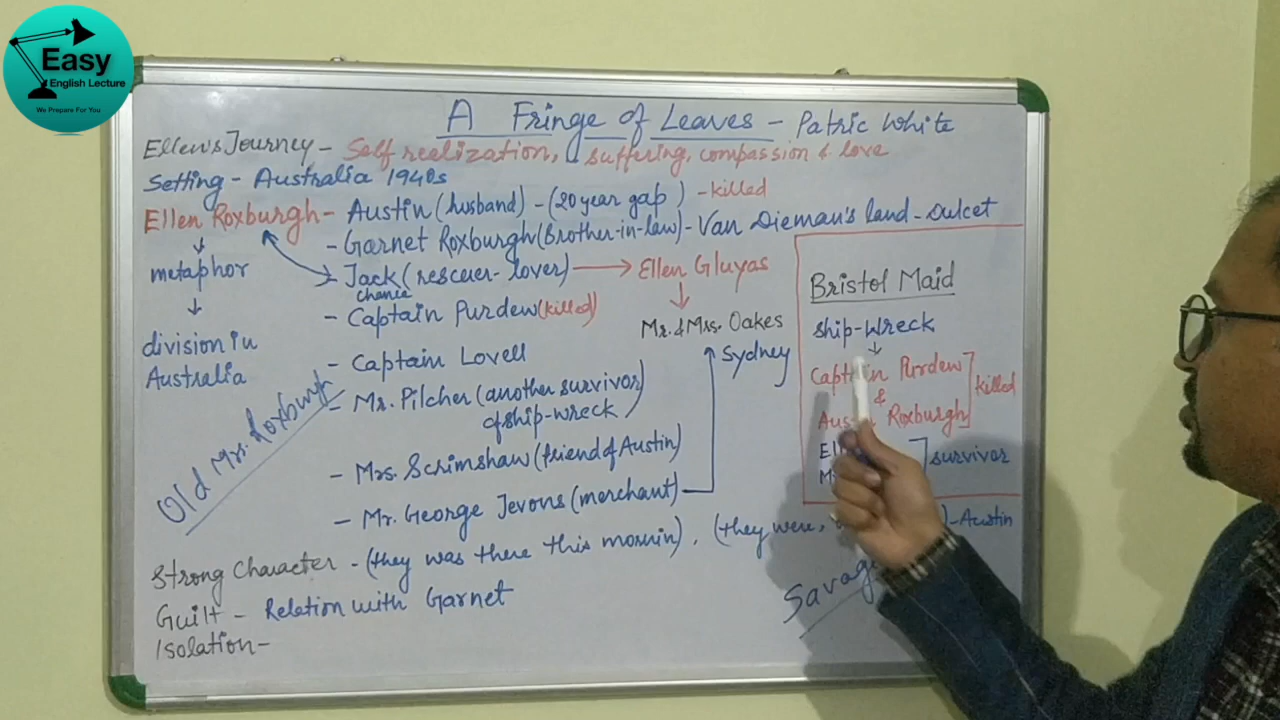 Easy
English Lecture
We Prepare For You
A Fringe of Leaves - Patric White
Ellen's Journey - Self realization, suffering, compassion & love
Setting - Australia 1940s
Ellen Roxburgh - Austin (husband) - (20 year gap) - killed
- Garnet Roxburgh (Brother-in-law) - Van Dieman's land - Dulcet
metaphor
- Jack (rescuer - lover) → Ellen Gluyas
chance
- Captain Purdew (killed)
Mr. & Mrs. Oakes
division in
Australia
- Captain Lovell
Sydney
- Mr. Pilcher (another survivor
of ship-wreck)
Old Mrs. Roxburgh
- Mrs. Scrimshaw (friend of Austin)
- Mr. George Jevons (merchant)
Bristol Maid
ship-wreck
Captain Purdew
&
Roxburgh
killed
survivor
Strong Character - (they was there this mornin), (they were, - Austin
Guilt - Relation with Garnet
Isolation -